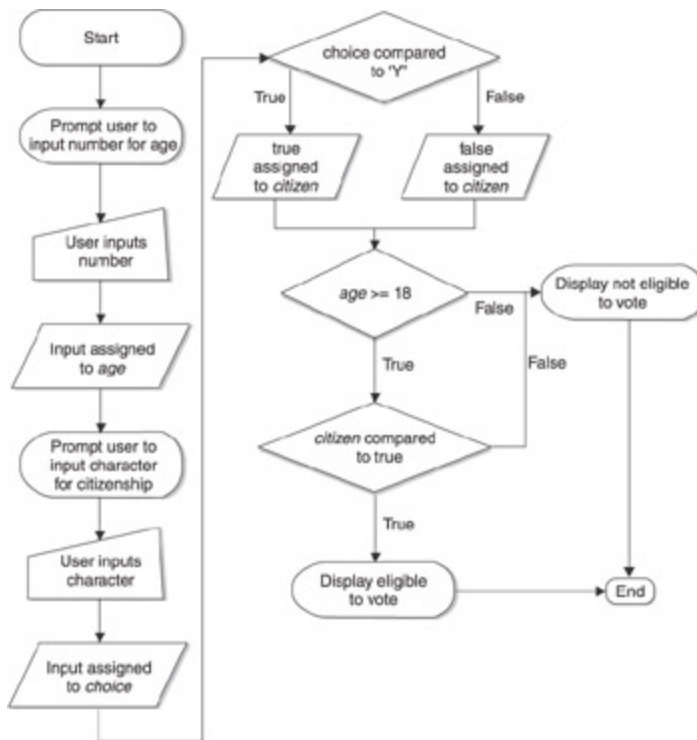 Start
Prompt user to
input number for age
User inputs
number
Input assigned
to age
Prompt user to
input character
for citizenship
User inputs
character
Input assigned
to choice
choice compared
to 'Y"
True
False
true
assigned
to citizen
false
assigned
to citizen
age >= 18
False
Display not eligible
to vote
True
False
citizen compared
to true
True
Display eligible
to vote
End